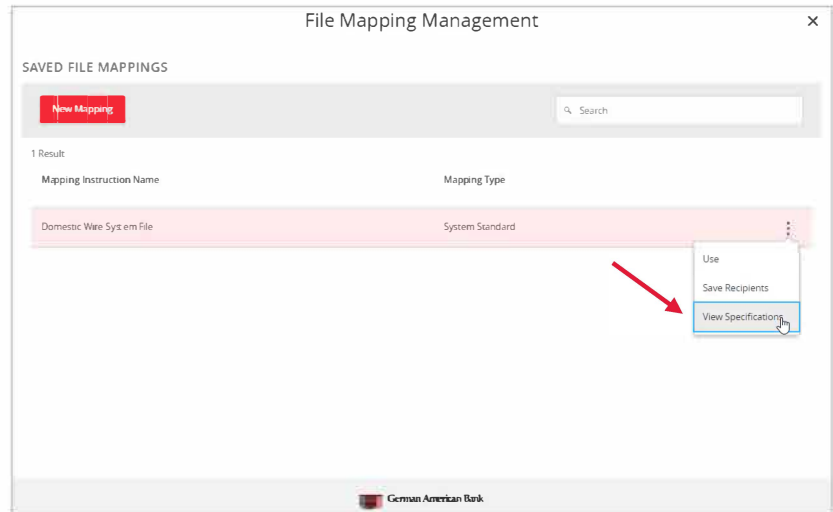 File Mapping Management
SAVED FILE MAPPINGS
New Mapping
Search
1 Result
Mapping Instruction Name Mapping Type
Domestic Wire System File System Standard
Use
Save Recipients
View Specifications
German American Bank